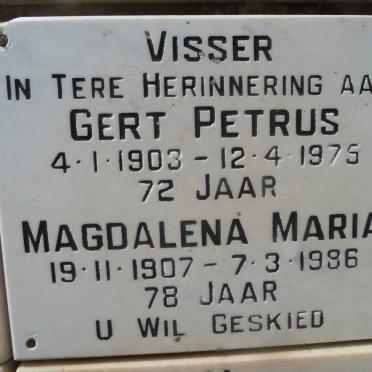 VISSER
IN TERE HERINNERING AA
GERT PETRUS
4·1·1903 – 12·4·1975
72 JAAR
MAGDALENA MARIA
19·11·1907 – 7·3·1986
78 JAAR
U WIL GESKIED